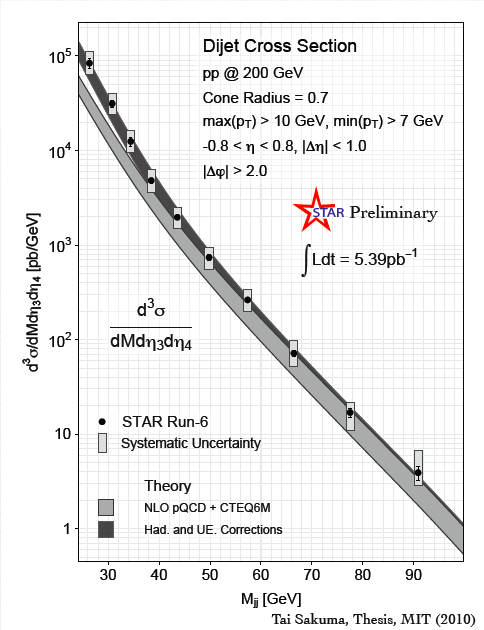 Dijet Cross Section
pp @ 200 GeV
Cone Radius = 0.7
max(pT) > 10 GeV, min(pT) > 7 GeV
-0.8 < η < 0.8, |Δη| < 1.0
|Δφ| > 2.0
STAR Preliminary
∫Ldt = 5.39pb⁻¹
10⁵
10⁴
10³
10²
10
1
d³σ/dMdη₃dη₄ [pb/GeV]
d³σ
dMdη₃dη₄
STAR Run-6
Systematic Uncertainty
Theory
NLO pQCD + CTEQ6M
Had. and UE. Corrections
30 40 50 60 70 80 90
Mjj [GeV]
Tai Sakuma, Thesis, MIT (2010)